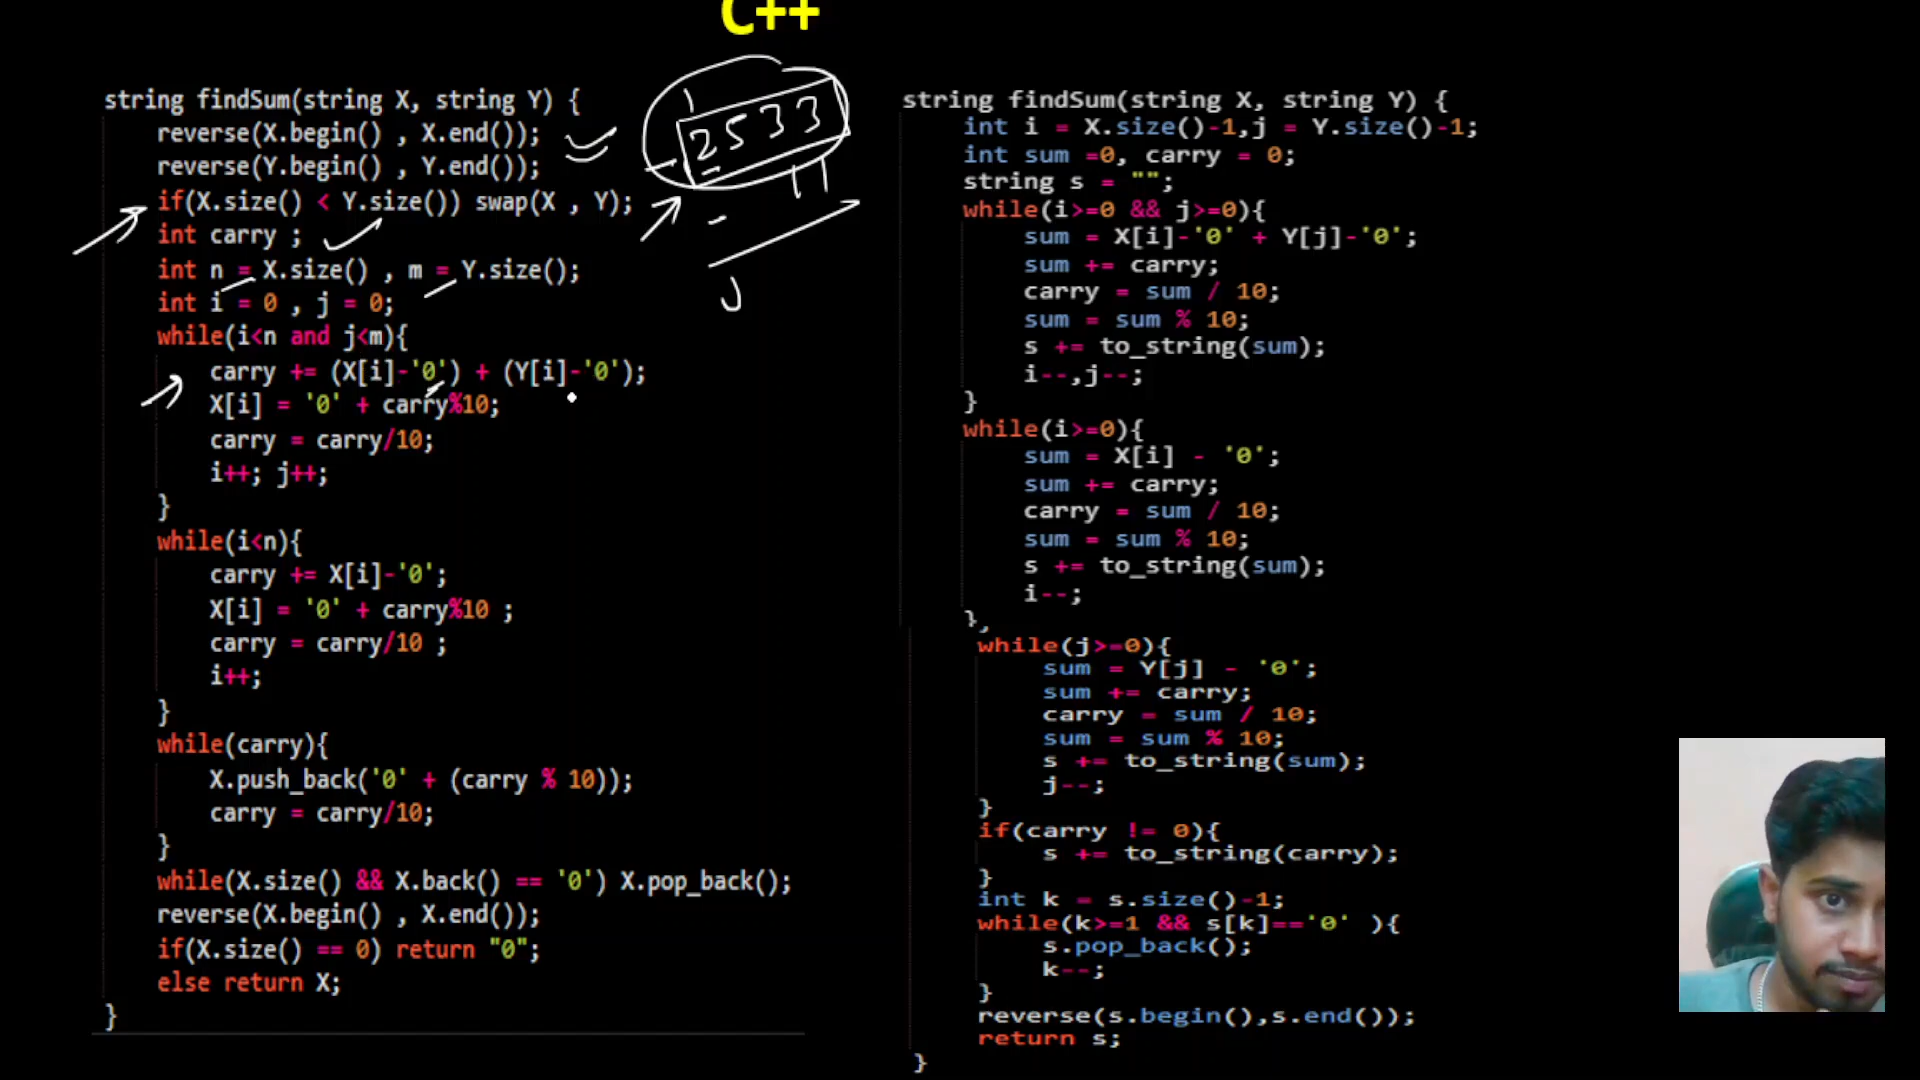 C++
string findSum(string X, string Y) {
reverse(X.begin() , X.end());
reverse(Y.begin() , Y.end());
if(X.size() < Y.size()) swap(X , Y);
int carry ;
int n = X.size() , m = Y.size();
int i = 0 , j = 0;
while(i<n and j<m){
carry += (X[i]-'0') + (Y[i]-'0');
X[i] = '0' + carry%10;
carry = carry/10;
i++; j++;
}
while(i<n){
carry += X[i]-'0';
X[i] = '0' + carry%10 ;
carry = carry/10 ;
i++;
}
while(carry){
X.push_back('0' + (carry % 10));
carry = carry/10;
}
while(X.size() && X.back() == '0') X.pop_back();
reverse(X.begin() , X.end());
if(X.size() == 0) return "0";
else return X;
}
2533
11
string findSum(string X, string Y) {
int i = X.size()-1,j = Y.size()-1;
int sum =0, carry = 0;
string s = "";
while(i>=0 && j>=0){
sum = X[i]-'0' + Y[j]-'0';
sum += carry;
carry = sum / 10;
sum = sum % 10;
s += to_string(sum);
i--,j--;
}
while(i>=0){
sum = X[i] - '0';
sum += carry;
carry = sum / 10;
sum = sum % 10;
s += to_string(sum);
i--;
}
while(j>=0){
sum = Y[j] - '0';
sum += carry;
carry = sum / 10;
sum = sum % 10;
s += to_string(sum);
j--;
}
if(carry != 0){
s += to_string(carry);
}
int k = s.size()-1;
while(k>=1 && s[k]=='0' ){
s.pop_back();
k--;
}
reverse(s.begin(),s.end());
return s;
}